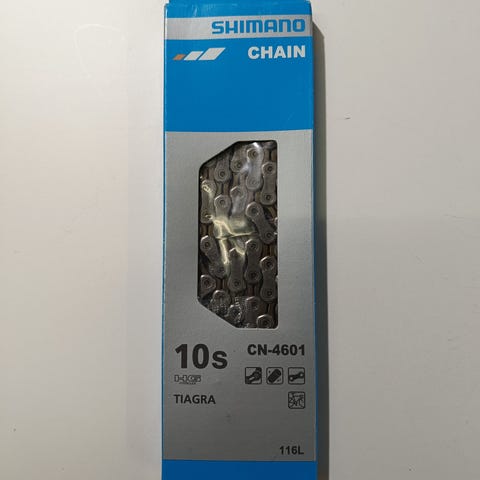 SHIMANO
CHAIN
10s
CN-4601
HG
TIAGRA
116L